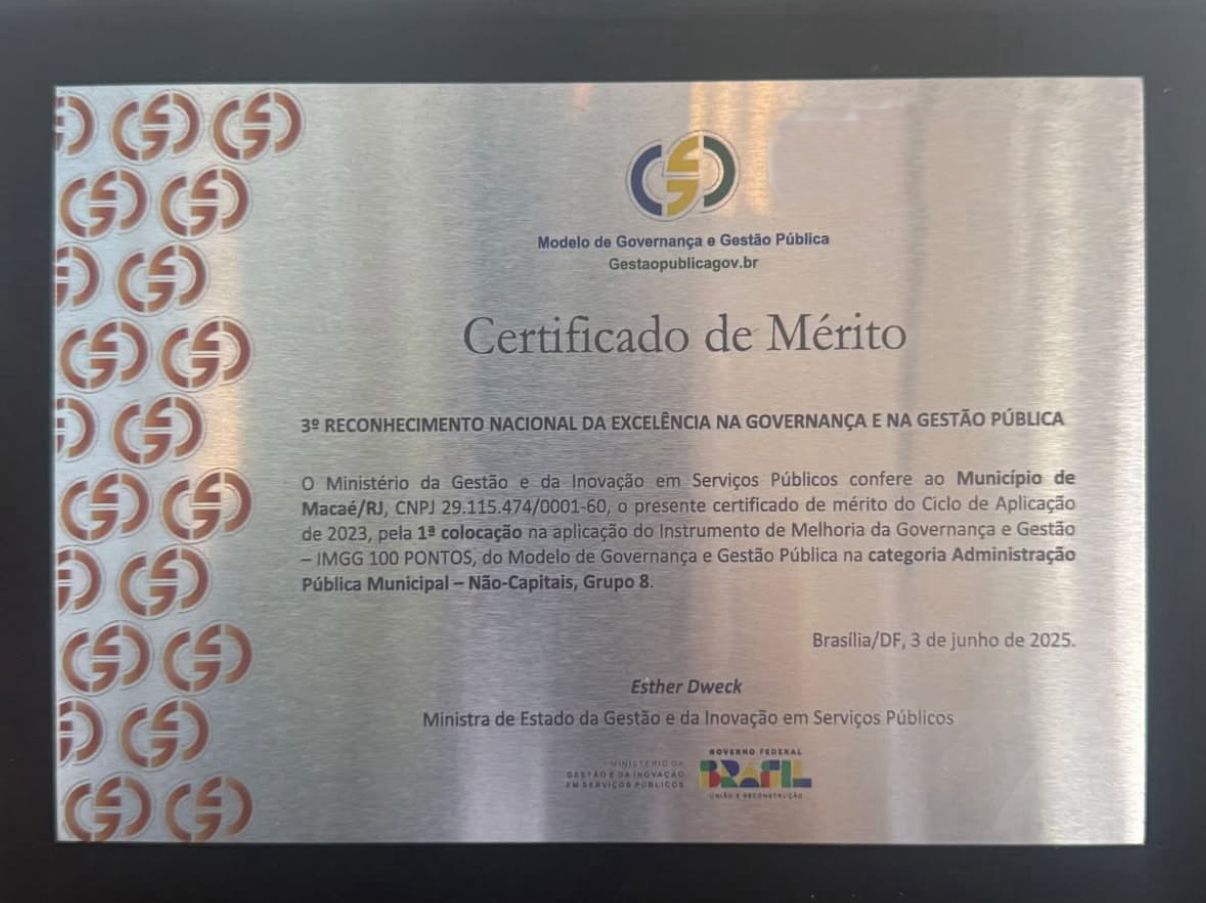 Modelo de Governança e Gestão Pública
Gestaopublicagov.br
Certificado de Mérito
3º RECONHECIMENTO NACIONAL DA EXCELÊNCIA NA GOVERNANÇA E NA GESTÃO PÚBLICA
O Ministério da Gestão e da Inovação em Serviços Públicos confere ao Município de
Macaé/RJ, CNPJ 29.115.474/0001-60, o presente certificado de mérito do Ciclo de Aplicação
de 2023, pela 1ª colocação na aplicação do Instrumento de Melhoria da Governança e Gestão
– IMGG 100 PONTOS, do Modelo de Governança e Gestão Pública na categoria Administração
Pública Municipal – Não-Capitais, Grupo 8.
Brasília/DF, 3 de junho de 2025.
Esther Dweck
Ministra de Estado da Gestão e da Inovação em Serviços Públicos
MINISTÉRIO DA
GESTÃO E DA INOVAÇÃO
EM SERVIÇOS PÚBLICOS
GOVERNO FEDERAL
BRASIL
UNIÃO E RECONSTRUÇÃO